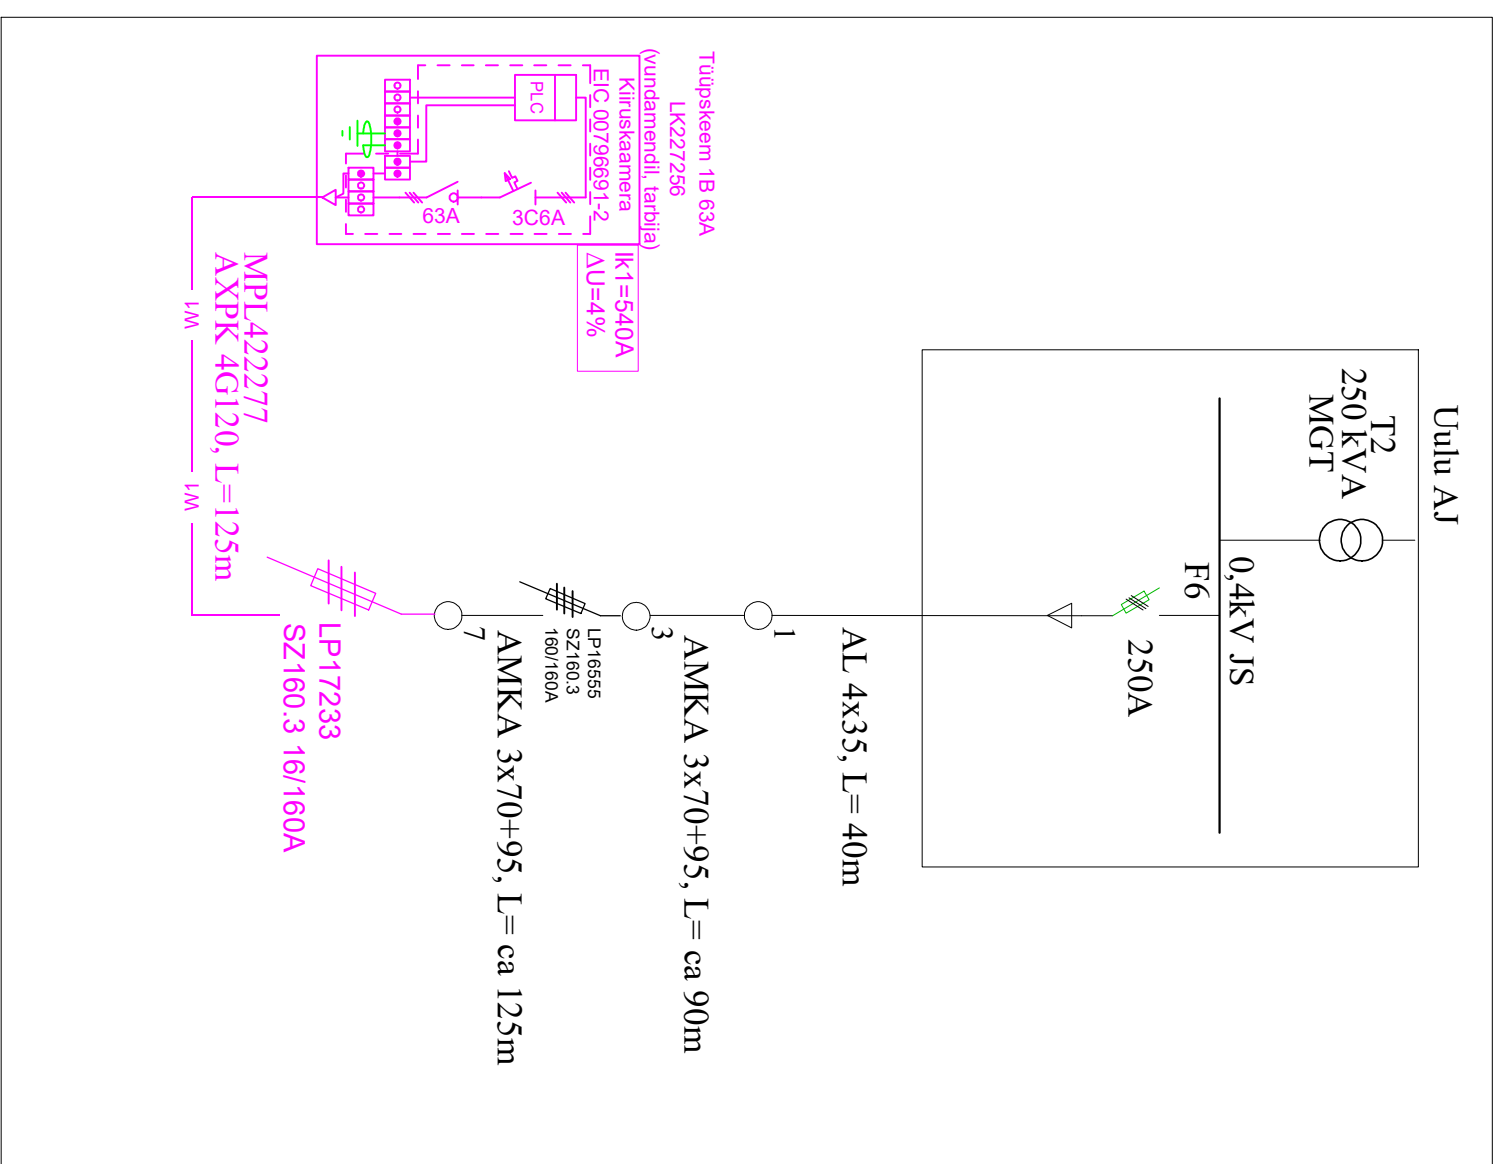 Uulu AJ
T2
250 kVA
MGT
0,4kV JS
F6
250A
AL 4x35, L= 40m
1
AMKA 3x70+95, L= ca 90m
3
LP16555
SZ160.3
160/160A
AMKA 3x70+95, L= ca 125m
7
LP17233
SZ160.3 16/160A
MPL422277
AXPK 4G120, L=125m
W1
W1
Tüüpskeem 1B 63A
LK227256
(vundamendil, tarbija)
Kiiruskaamera
EIC 00796691-2
PLC
3C6A
63A
Ik1=540A
ΔU=4%